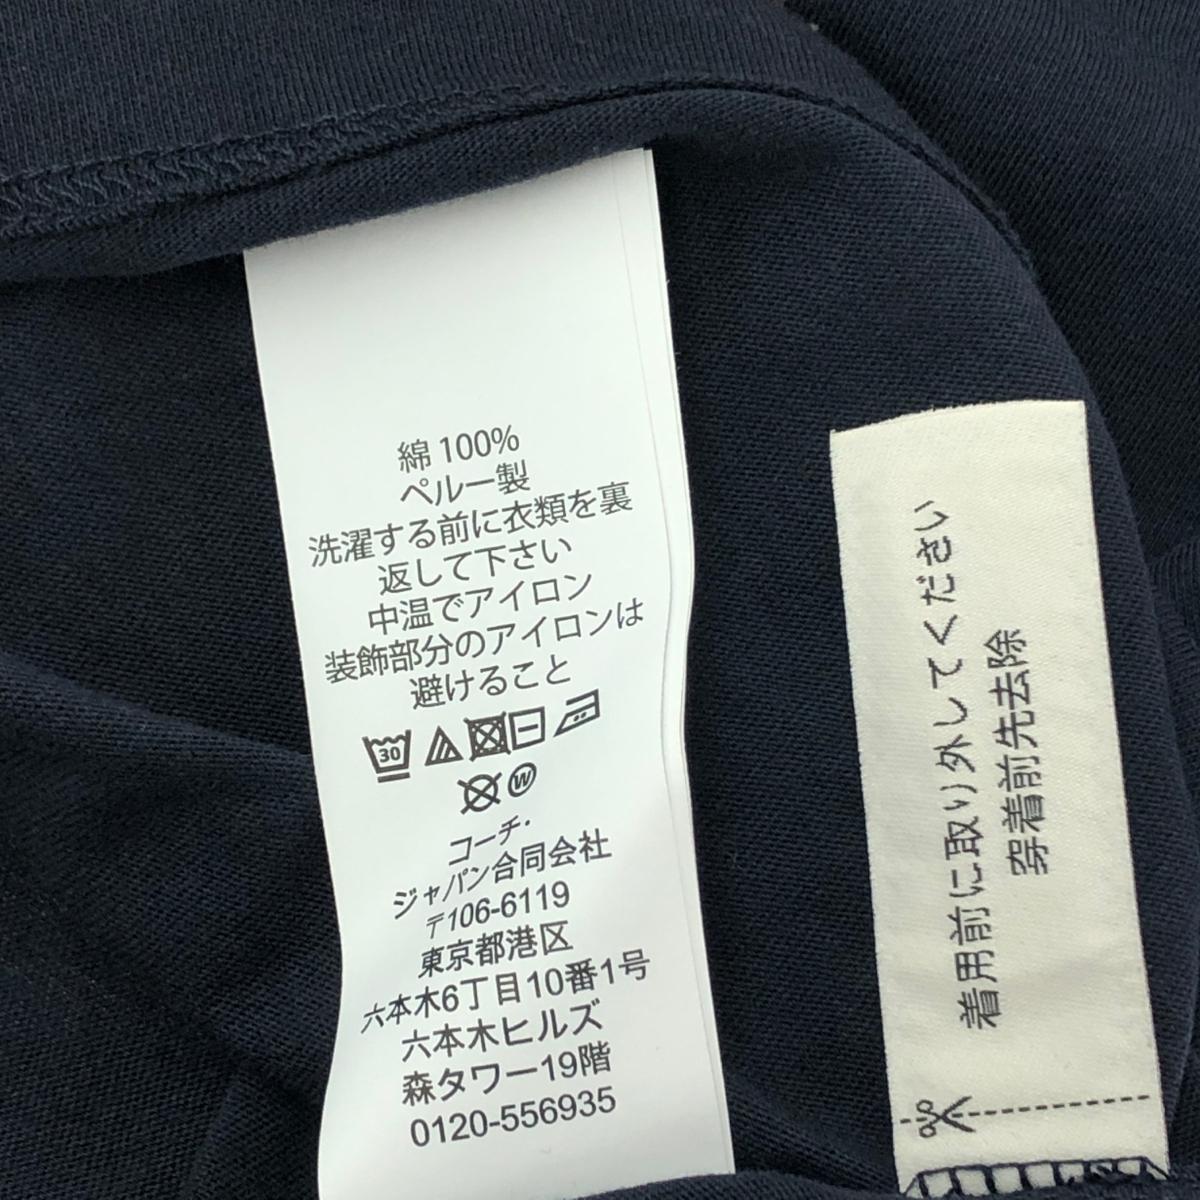 綿 100%
ペルー製
洗濯する前に衣類を裏
返して下さい
中温でアイロン
装飾部分のアイロンは
避けること
30
W
コーチ・
ジャパン合同会社
〒106-6119
東京都港区
六本木6丁目10番1号
六本木ヒルズ
森タワー19階
0120-556935
着用前に取り外してください
穿着前先去除